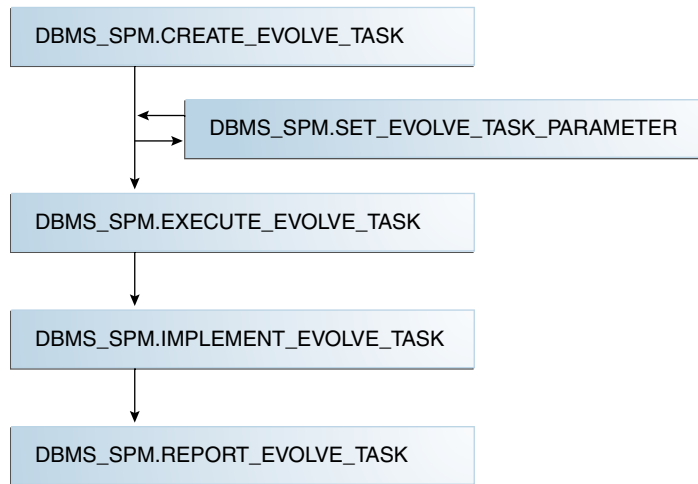 DBMS_SPM.CREATE_EVOLVE_TASK
DBMS_SPM.SET_EVOLVE_TASK_PARAMETER
DBMS_SPM.EXECUTE_EVOLVE_TASK
DBMS_SPM.IMPLEMENT_EVOLVE_TASK
DBMS_SPM.REPORT_EVOLVE_TASK